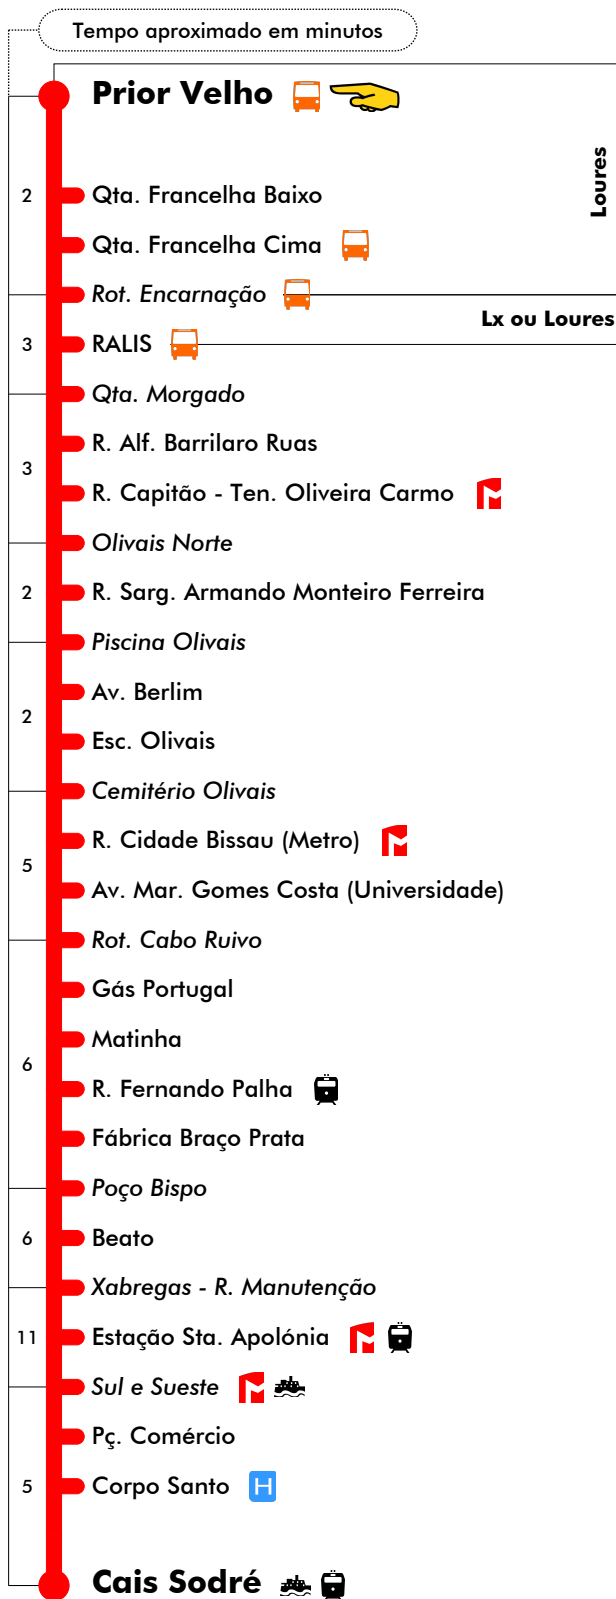 Tempo aproximado em minutos
Prior Velho
Loures
2
Qta. Francelha Baixo
Qta. Francelha Cima
Rot. Encarnação
Lx ou Loures
3
RALIS
Qta. Morgado
R. Alf. Barrilaro Ruas
3
R. Capitão - Ten. Oliveira Carmo
Olivais Norte
2
R. Sarg. Armando Monteiro Ferreira
Piscina Olivais
Av. Berlim
2
Esc. Olivais
Cemitério Olivais
R. Cidade Bissau (Metro)
5
Av. Mar. Gomes Costa (Universidade)
Rot. Cabo Ruivo
Gás Portugal
Matinha
6
R. Fernando Palha
Fábrica Braço Prata
Poço Bispo
6
Beato
Xabregas - R. Manutenção
11
Estação Sta. Apolónia
Sul e Sueste
Pç. Comércio
5
Corpo Santo
H
Cais Sodré